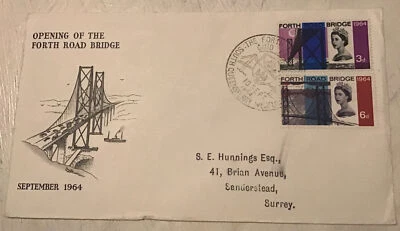 OPENING OF THE
FORTH ROAD BRIDGE
FORTH ROAD BRIDGE 1964
3d
FORTH ROAD BRIDGE 1964
6d
S. E. Hunnings Esq.,
41, Brian Avenue,
Sanderstead,
Surrey.
SEPTEMBER 1964